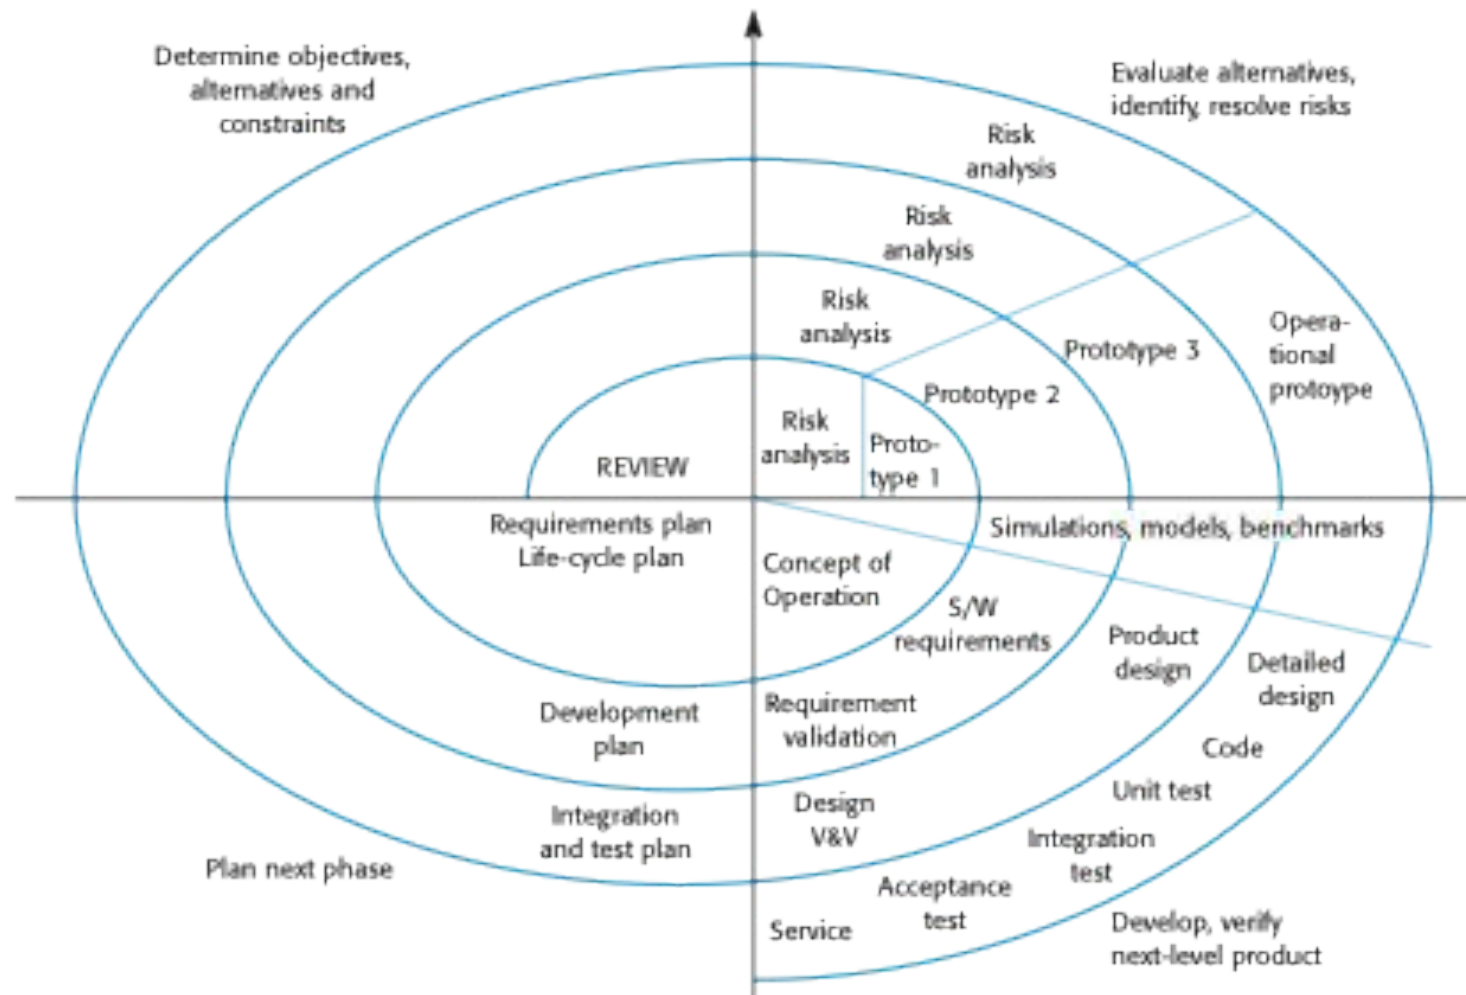 Determine objectives,
alternatives and
constraints
Evaluate alternatives,
identify, resolve risks
Risk
analysis
Risk
analysis
Risk
analysis
Risk
analysis
Proto-
type 1
Prototype 2
Prototype 3
Opera-
tional
protoype
REVIEW
Requirements plan
Life-cycle plan
Simulations, models, benchmarks
Concept of
Operation
S/W
requirements
Product
design
Detailed
design
Development
plan
Requirement
validation
Code
Unit test
Integration
and test plan
Design
V&V
Integration
test
Plan next phase
Acceptance
test
Service
Develop, verify
next-level product